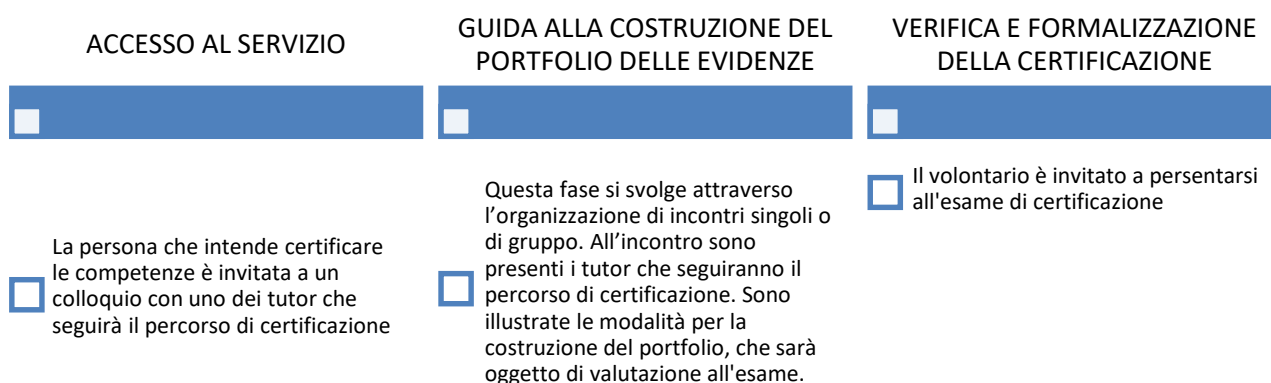 ACCESSO AL SERVIZIO
La persona che intende certificare
le competenze è invitata a un
colloquio con uno dei tutor che
seguirà il percorso di certificazione
GUIDA ALLA COSTRUZIONE DEL
PORTFOLIO DELLE EVIDENZE
Questa fase si svolge attraverso
l’organizzazione di incontri singoli o
di gruppo. All’incontro sono
presenti i tutor che seguiranno il
percorso di certificazione. Sono
illustrate le modalità per la
costruzione del portfolio, che sarà
oggetto di valutazione all'esame.
VERIFICA E FORMALIZZAZIONE
DELLA CERTIFICAZIONE
Il volontario è invitato a persentarsi
all'esame di certificazione